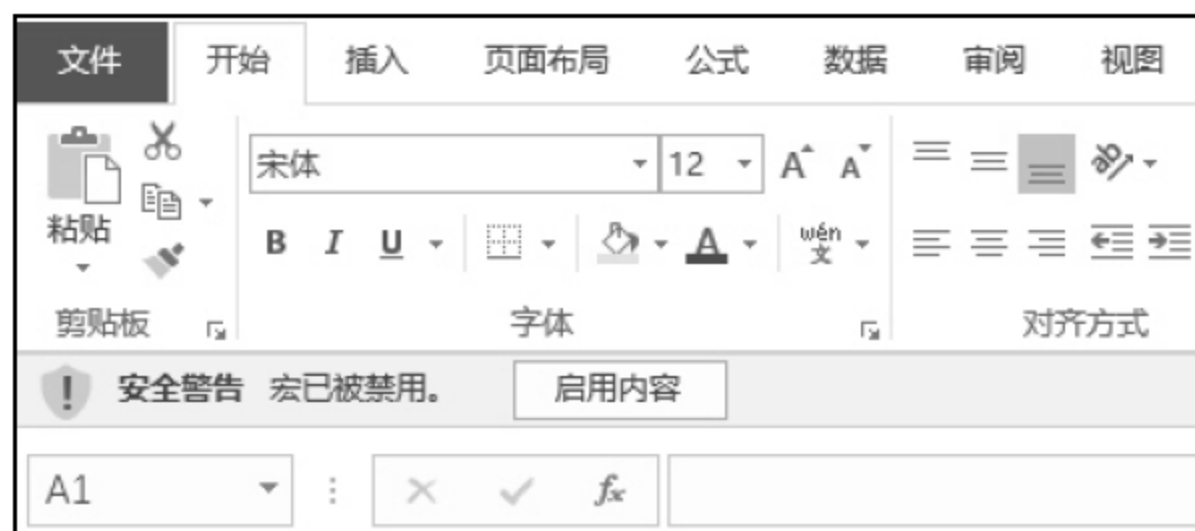 文件 开始 插入 页面布局 公式 数据 审阅 视图
宋体 12 A A ab
粘贴 B I U A wén 文
剪贴板 字体 对齐方式
! 安全警告 宏已被禁用。 启用内容
A1 fx